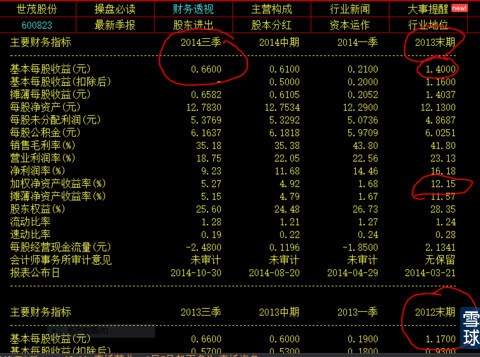 世茂股份 操盘必读 财务透视 主营构成 行业新闻 大事提醒 new!
600823 最新季报 股东进出 股本分红 资本运作 行业地位
主要财务指标 2014三季 2014中期 2014一季 2013末期
基本每股收益(元) 0.6600 0.6100 0.2100 1.4000
基本每股收益(扣除后) - 0.5000 0.2000 1.1600
摊薄每股收益(元) 0.6582 0.6105 0.2052 1.4037
每股净资产(元) 12.7830 12.7534 12.2900 12.1300
每股未分配利润(元) 5.3769 5.3292 5.0736 4.8687
每股公积金(元) 6.1637 6.1818 5.9709 6.0251
销售毛利率(%) 35.18 35.38 43.80 41.80
营业利润率(%) 18.75 22.05 22.56 23.13
净利润率(%) 9.23 11.68 14.46 16.18
加权净资产收益率(%) 5.27 4.92 1.68 12.15
摊薄净资产收益率(%) 5.15 4.79 1.67 11.57
股东权益(%) 25.60 24.48 26.73 28.35
流动比率(%) 1.28 1.21 1.27 1.24
速动比率(%) 0.19 0.22 0.24 0.28
每股经营现金流量(元) -2.4800 0.1196 -1.8500 2.1341
会计师事务所审计意见 未审计 未审计 未审计 无保留
报表公布日 2014-10-30 2014-08-20 2014-04-29 2014-03-21
主要财务指标 2013三季 2013中期 2013一季 2012末期
基本每股收益(元) 0.6600 0.6000 0.1900 1.1700
基本每股收益(扣除后) 0.5700 0.5300 0.1800 0.9300
雪球